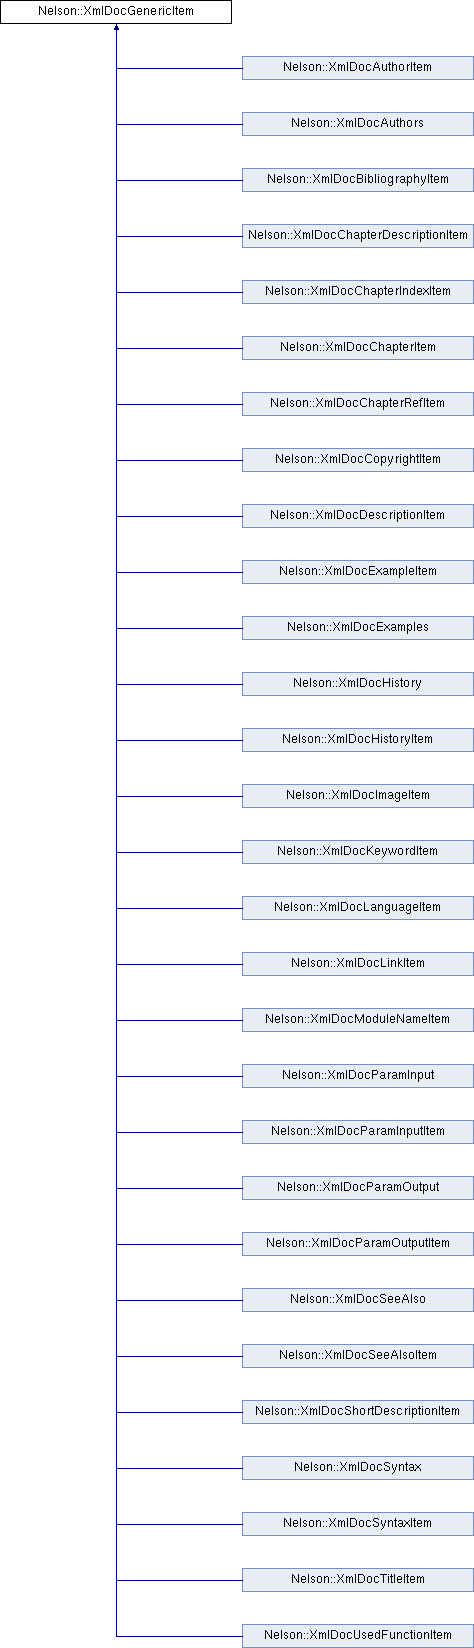 Nelson::XmlDocGenericItem
Nelson::XmlDocAuthorItem
Nelson::XmlDocAuthors
Nelson::XmlDocBibliographyItem
Nelson::XmlDocChapterDescriptionItem
Nelson::XmlDocChapterIndexItem
Nelson::XmlDocChapterItem
Nelson::XmlDocChapterRefItem
Nelson::XmlDocCopyrightItem
Nelson::XmlDocDescriptionItem
Nelson::XmlDocExampleItem
Nelson::XmlDocExamples
Nelson::XmlDocHistory
Nelson::XmlDocHistoryItem
Nelson::XmlDocImageItem
Nelson::XmlDocKeywordItem
Nelson::XmlDocLanguageItem
Nelson::XmlDocLinkItem
Nelson::XmlDocModuleNameItem
Nelson::XmlDocParamInput
Nelson::XmlDocParamInputItem
Nelson::XmlDocParamOutput
Nelson::XmlDocParamOutputItem
Nelson::XmlDocSeeAlso
Nelson::XmlDocSeeAlsoItem
Nelson::XmlDocShortDescriptionItem
Nelson::XmlDocSyntax
Nelson::XmlDocSyntaxItem
Nelson::XmlDocTitleItem
Nelson::XmlDocUsedFunctionItem